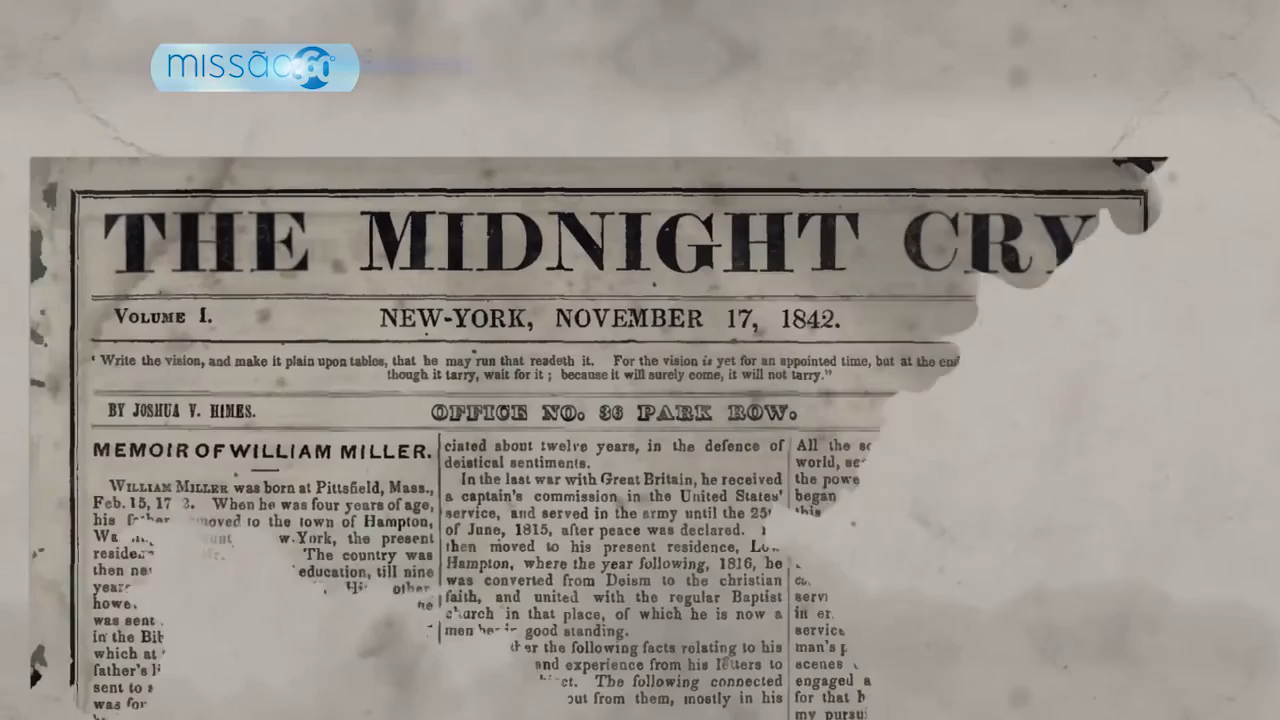 missão 360°
THE MIDNIGHT CRY
VOLUME I.
NEW-YORK, NOVEMBER 17, 1842.
" Write the vision, and make it plain upon tables, that he may run that readeth it. For the vision is yet for an appointed time, but at the end
though it tarry, wait for it ; because it will surely come, it will not tarry."
BY JOSHUA V. HIMES.
OFFICE NO. 36 PARK ROW.
MEMOIR OF WILLIAM MILLER.
WILLIAM MILLER was born at Pittsfield, Mass.,
Feb. 15, 17 2. When he was four years of age,
his father moved to the town of Hampton,
York, the present
The country was
then
education, till nine
was sent
in the
which at
father's
sent to
was for
ciated about twelve years, in the defence of
deistical sentiments.
In the last war with Great Britain, he received
a captain's commission in the United States'
service, and served in the army until the
of June, 1815, after peace was declared.
then moved to his present residence,
Hampton, where the year following, 1816, he
was converted from Deism to the christian
faith, and united with the regular Baptist
church in that place, of which he is now a
good standing.
the following facts relating to his
and experience from his letters to
The following connected
out from them, mostly in his
All the
world,
the
began
this
in
service
man's
scenes
engaged a
for that
my